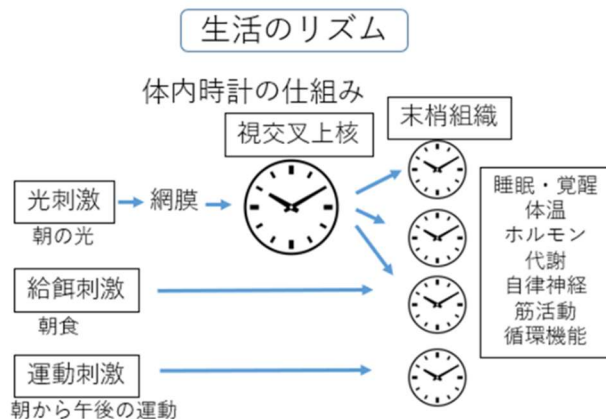 生活のリズム
体内時計の仕組み
視交叉上核
末梢組織
光刺激
網膜
朝の光
給餌刺激
朝食
運動刺激
朝から午後の運動
睡眠・覚醒
体温
ホルモン
代謝
自律神経
筋活動
循環機能